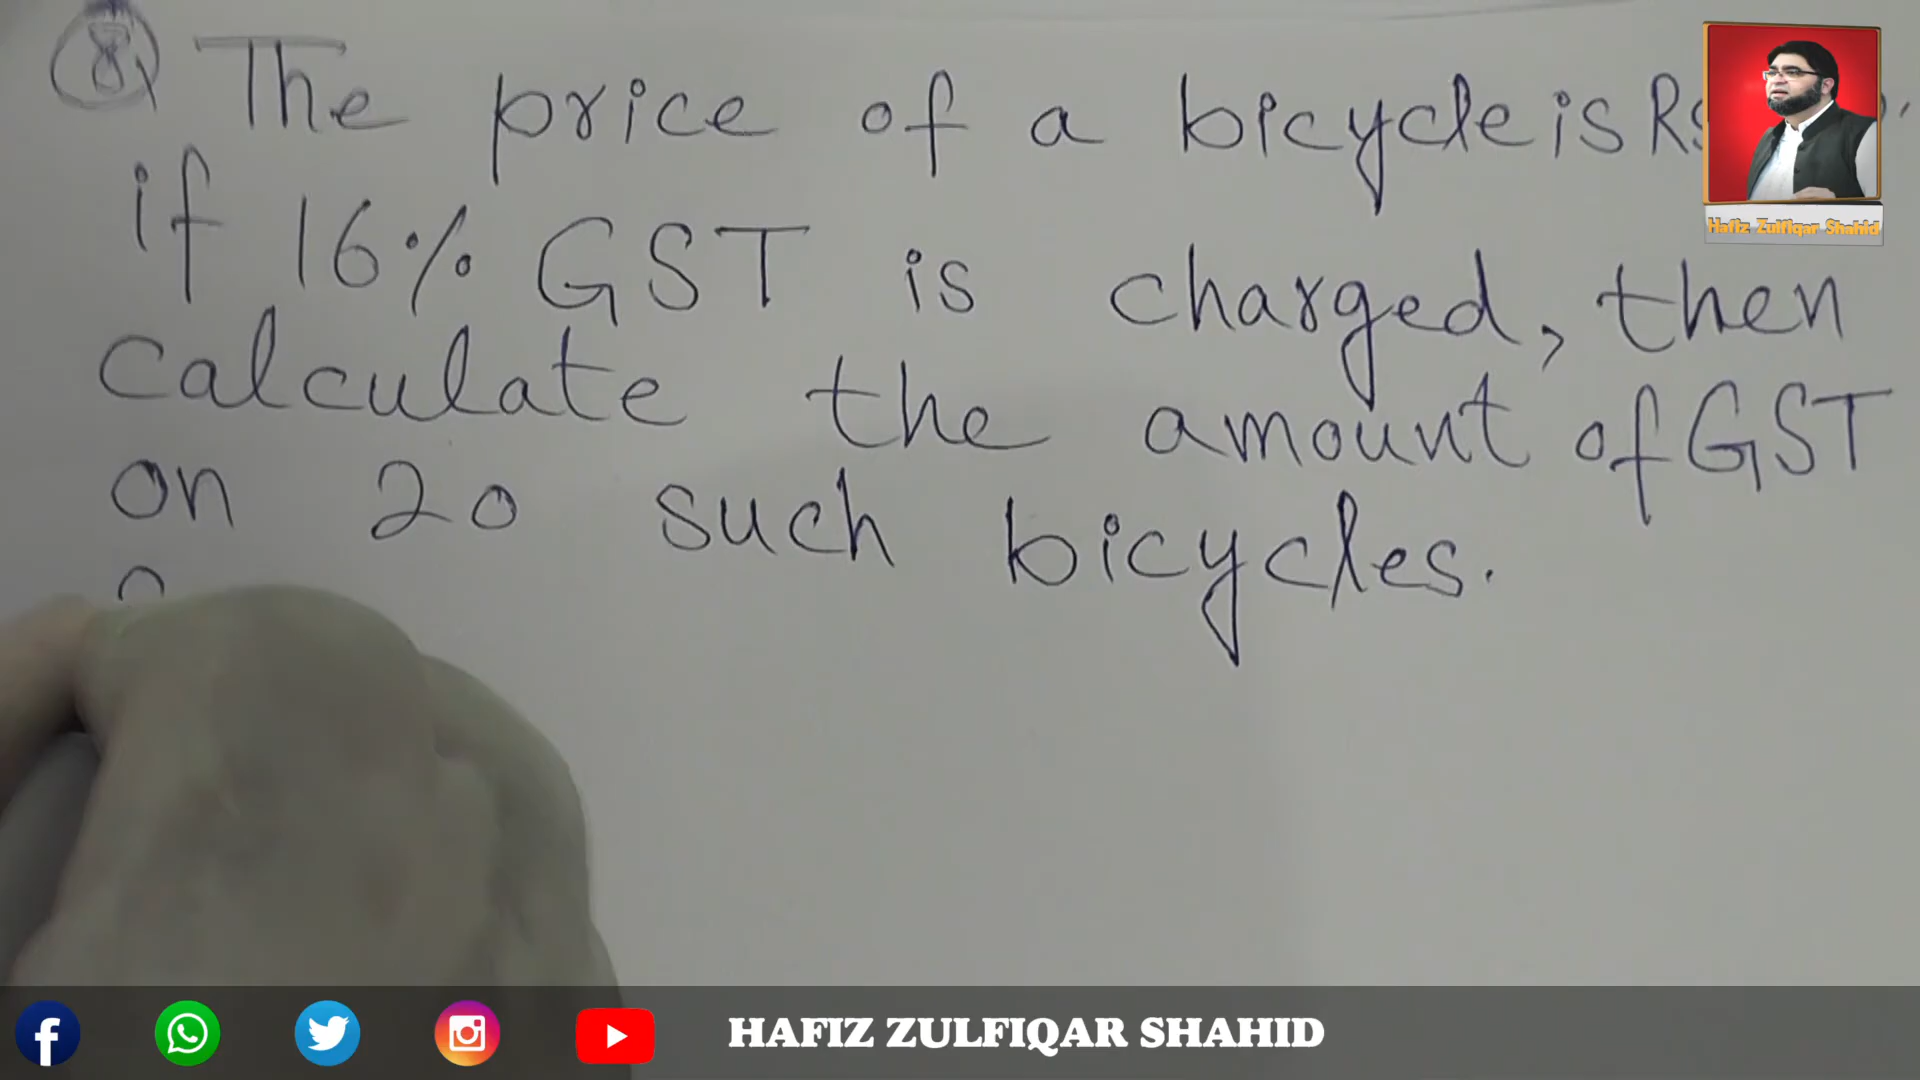 8 The price of a bicycle is Rs
if 16% GST is charged, then
calculate the amount of GST
on 20 such bicycles.
Hafiz Zulfiqar Shahid
HAFIZ ZULFIQAR SHAHID